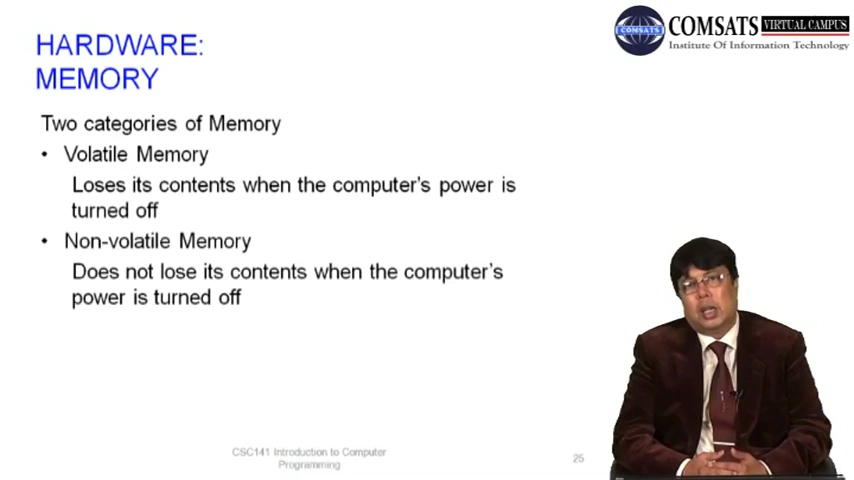 HARDWARE:
MEMORY
Two categories of Memory
• Volatile Memory
Loses its contents when the computer's power is
turned off
• Non-volatile Memory
Does not lose its contents when the computer's
power is turned off
CSC141 Introduction to Computer
Programming
25
COMSATS
COMSATS VIRTUAL CAMPUS
Institute Of Information Technology